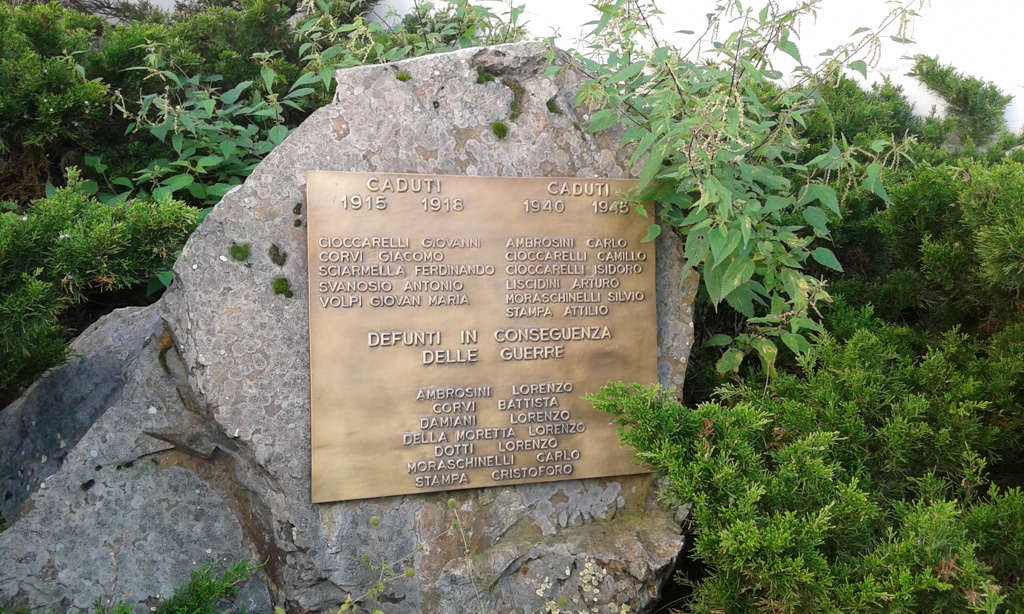 CADUTI
1915 1918
CIOCCARELLI GIOVANNI
CORVI GIACOMO
SCIARMELLA FERDINANDO
SVANOSIO ANTONIO
VOLPI GIOVAN MARIA
CADUTI
1940 1945
AMBROSINI CARLO
CIOCCARELLI CAMILLO
CIOCCARELLI ISIDORO
LISCIDINI ARTURO
MORASCHINELLI SILVIO
STAMPA ATTILIO
DEFUNTI IN CONSEGUENZA
DELLE GUERRE
AMBROSINI LORENZO
CORVI BATTISTA
DAMIANI LORENZO
DELLA MORETTA LORENZO
DOTTI LORENZO
MORASCHINELLI CARLO
STAMPA CRISTOFORO